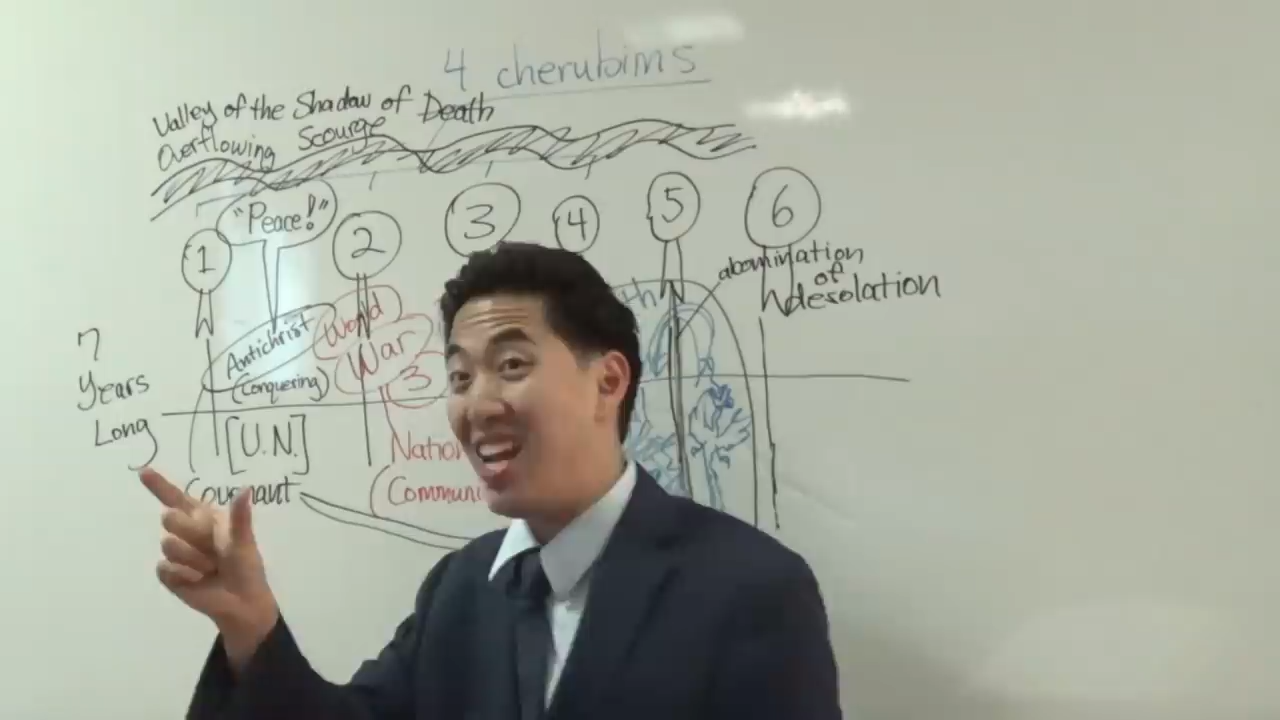 4 cherubims
Valley of the Shadow of Death
Overflowing Scourge
1
"Peace!"
2
3
4
5
6
abomination
of
desolation
Antichrist
(Conquering)
World
War
3
7
Years
Long
[U.N.]
Covenant